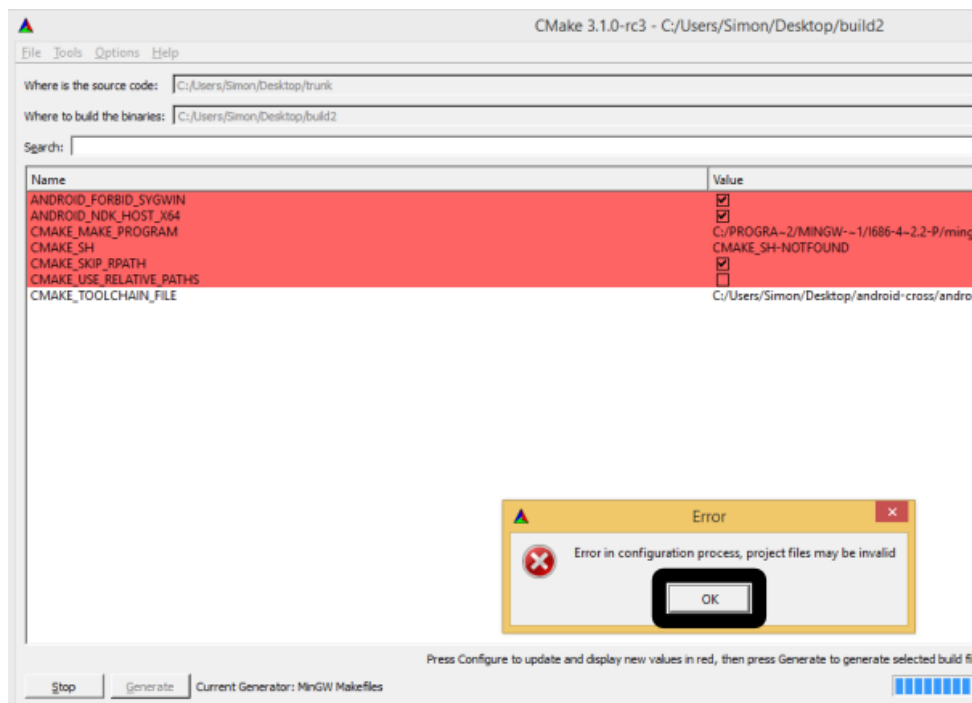 CMake 3.1.0-rc3 - C:/Users/Simon/Desktop/build2
File Tools Options Help
Where is the source code: C:/Users/Simon/Desktop/trunk
Where to build the binaries: C:/Users/Simon/Desktop/build2
Search:
Name Value
ANDROID_FORBID_SYGWIN
ANDROID_NDK_HOST_X64
CMAKE_MAKE_PROGRAM C:/PROGRA~2/MINGW-~1/I686-4~2.2-P/ming
CMAKE_SH CMAKE_SH-NOTFOUND
CMAKE_SKIP_RPATH
CMAKE_USE_RELATIVE_PATHS
CMAKE_TOOLCHAIN_FILE C:/Users/Simon/Desktop/android-cross/andro
Error
Error in configuration process, project files may be invalid
OK
Press Configure to update and display new values in red, then press Generate to generate selected build fi
Stop Generate Current Generator: MinGW Makefiles